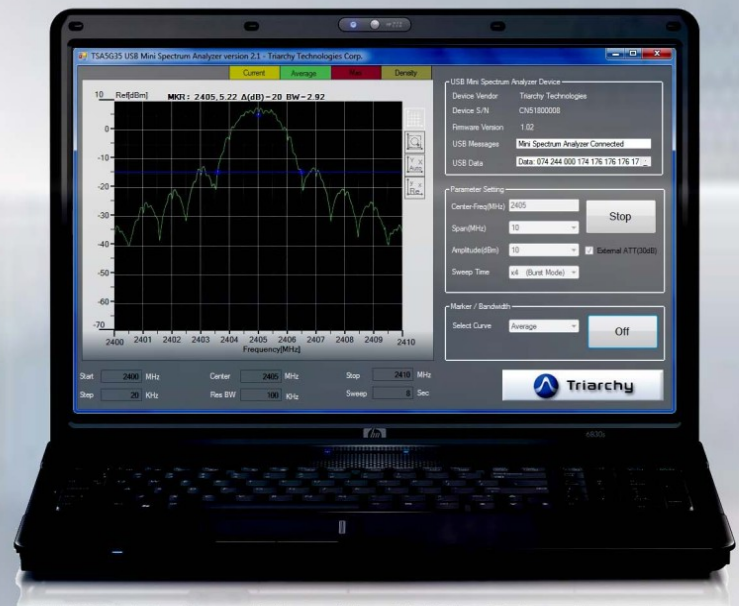 TSA5G35 USB Mini Spectrum Analyzer version 2.1 - Triarchy Technologies Corp.
Current Average Max Density
10 Ref[dBm] MKR: 2405,5.22 Δ(dB)-20 BW-2.92
0
-10
-20
-30
-40
-50
-60
-70
2400 2401 2402 2403 2404 2405 2406 2407 2408 2409 2410
Frequency[MHz]
Y X
Auto
Y X
Re.
USB Mini Spectrum Analyzer Device
Device Vendor Triarchy Technologies
Device S/N CN51800008
Firmware Version 1.02
USB Messages Mini Spectrum Analyzer Connected
USB Data Data: 074 244 000 174 176 176 176 17
Parameter Setting
Center-Freq(MHz) 2405
Stop
Span(MHz) 10
Amplitude(dBm) 10 External ATT(30dB)
Sweep Time x4 (Burst Mode)
Marker / Bandwidth
Select Curve Average Off
Start 2400 MHz Center 2405 MHz Stop 2410 MHz
Step 20 KHz Res BW 100 KHz Sweep 8 Sec
Triarchy
hp
6830s